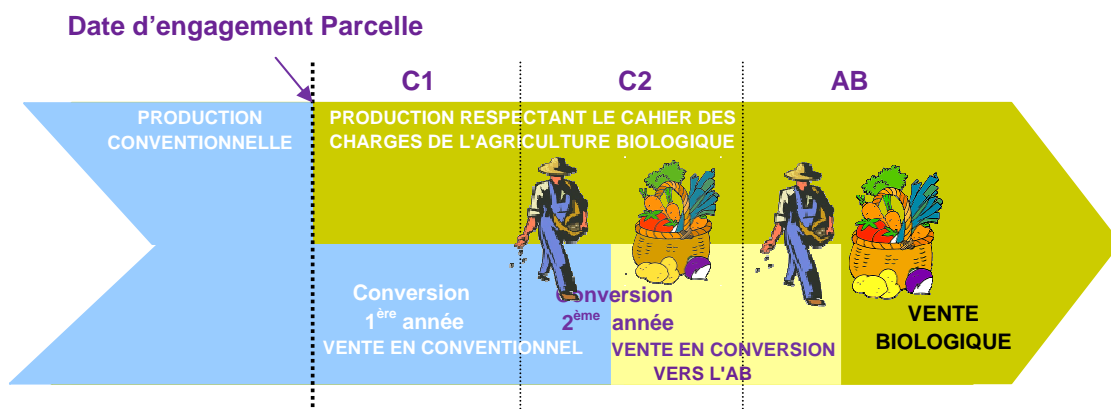 Date d’engagement Parcelle
C1
C2
AB
PRODUCTION
CONVENTIONNELLE
PRODUCTION RESPECTANT LE CAHIER DES
CHARGES DE L'AGRICULTURE BIOLOGIQUE
Conversion
1ère année
VENTE EN CONVENTIONNEL
Conversion
2ème année
VENTE EN CONVERSION
VERS L'AB
VENTE
BIOLOGIQUE